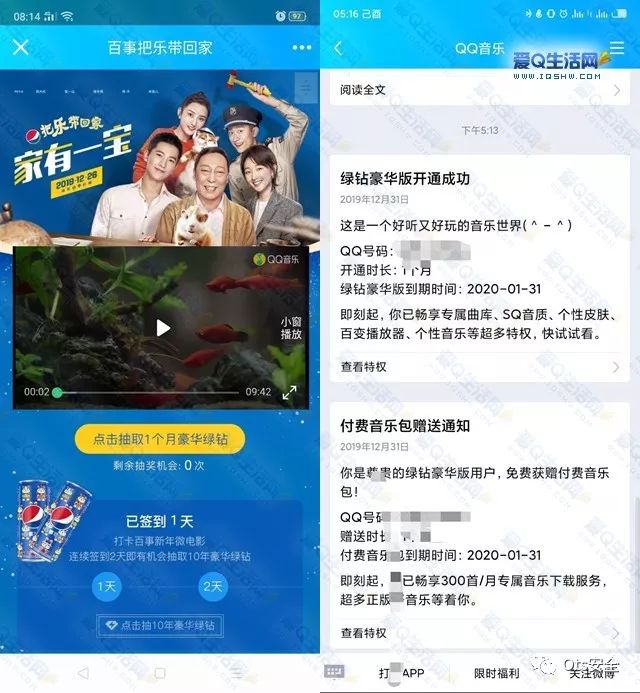 08:14
97
百事把乐带回家
把乐带回家
家有一宝
2019-12-26
QQ音乐
小窗
播放
00:02
09:42
点击抽取1个月豪华绿钻
剩余抽奖机会: 0 次
已签到 1 天
打卡百事新年微电影
连续签到2天即有机会抽取10年豪华绿钻
1天
2天
点击抽10年豪华绿钻
05:16 己酉
QQ音乐
爱Q生活网
www.iqshw.com
阅读全文
下午5:13
绿钻豪华版开通成功
2019年12月31日
这是一个好听又好玩的音乐世界(＾－＾)
QQ号码:
开通时长: 1个月
绿钻豪华版到期时间: 2020-01-31
即刻起，你已畅享专属曲库、SQ音质、个性皮肤、
百变播放器、个性音乐等超多特权，快试试看。
查看特权
付费音乐包赠送通知
2019年12月31日
你是尊贵的绿钻豪华版用户，免费获赠付费音乐
包！
QQ号码
赠送时长
付费音乐包到期时间: 2020-01-31
即刻起，已畅享300首/月专属音乐下载服务，
超多正版音乐等着你。
查看特权
打 APP
限时福利
关注微博
Qts安全